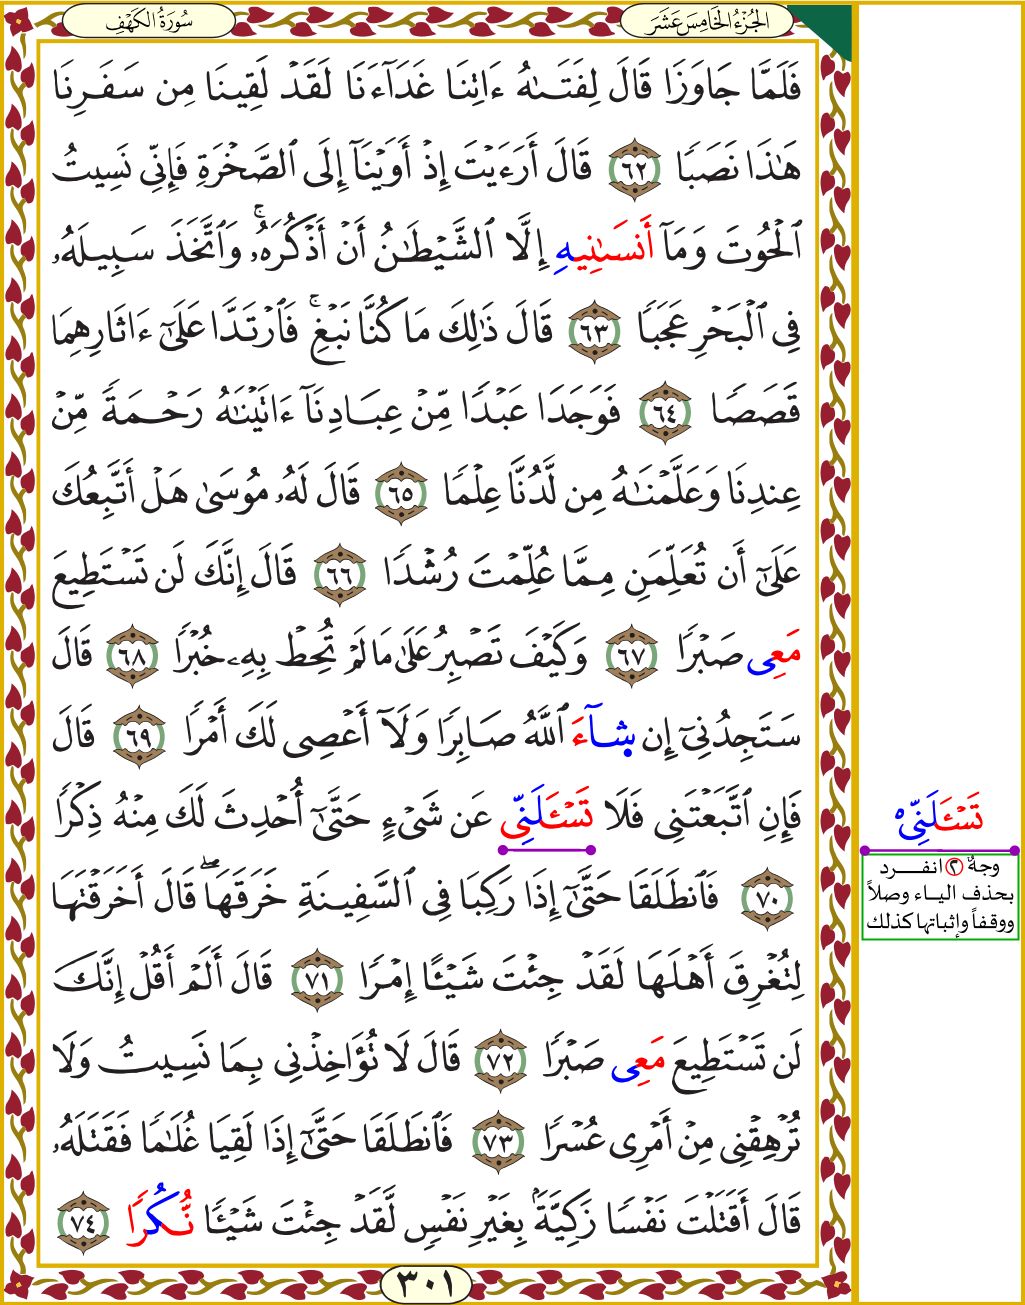 الجُزْءُ الخَامِسَ عَشَرَ
سُورَةُ الكَهْفِ
فَلَمَّا جَاوَزَا قَالَ لِفَتَىٰهُ ءَاتِنَا غَدَآءَنَا لَقَدۡ لَقِينَا مِن سَفَرِنَا
هَٰذَا نَصَبٗا ٦٢ قَالَ أَرَءَيۡتَ إِذۡ أَوَيۡنَآ إِلَى ٱلصَّخۡرَةِ فَإِنِّي نَسِيتُ
ٱلۡحُوتَ وَمَآ أَنسَىٰنِيهِ إِلَّا ٱلشَّيۡطَٰنُ أَنۡ أَذۡكُرَهُۥۚ وَٱتَّخَذَ سَبِيلَهُۥ
فِي ٱلۡبَحۡرِ عَجَبٗا ٦٣ قَالَ ذَٰلِكَ مَا كُنَّا نَبۡغِۚ فَٱرۡتَدَّا عَلَىٰٓ ءَاثَارِهِمَا
قَصَصٗا ٦٤ فَوَجَدَا عَبۡدٗا مِّنۡ عِبَادِنَآ ءَاتَيۡنَٰهُ رَحۡمَةٗ مِّنۡ
عِندِنَا وَعَلَّمۡنَٰهُ مِن لَّدُنَّا عِلۡمٗا ٦٥ قَالَ لَهُۥ مُوسَىٰ هَلۡ أَتَّبِعُكَ
عَلَىٰٓ أَن تُعَلِّمَنِ مِمَّا عُلِّمۡتَ رُشۡدٗا ٦٦ قَالَ إِنَّكَ لَن تَسۡتَطِيعَ
مَعِي صَبۡرٗا ٦٧ وَكَيۡفَ تَصۡبِرُ عَلَىٰ مَا لَمۡ تُحِطۡ بِهِۦ خُبۡرٗا ٦٨ قَالَ
سَتَجِدُنِيٓ إِن شَآءَ ٱللَّهُ صَابِرٗا وَلَآ أَعۡصِي لَكَ أَمۡرٗا ٦٩ قَالَ
فَإِنِ ٱتَّبَعۡتَنِي فَلَا تَسۡـَٔلَنِّي عَن شَيۡءٍ حَتَّىٰٓ أُحۡدِثَ لَكَ مِنۡهُ ذِكۡرٗا
٧٠ فَٱنطَلَقَا حَتَّىٰٓ إِذَا رَكِبَا فِي ٱلسَّفِينَةِ خَرَقَهَاۖ قَالَ أَخَرَقۡتَهَا
لِتُغۡرِقَ أَهۡلَهَا لَقَدۡ جِئۡتَ شَيۡـًٔا إِمۡرٗا ٧١ قَالَ أَلَمۡ أَقُلۡ إِنَّكَ
لَن تَسۡتَطِيعَ مَعِي صَبۡرٗا ٧٢ قَالَ لَا تُؤَاخِذۡنِي بِمَا نَسِيتُ وَلَا
تُرۡهِقۡنِي مِنۡ أَمۡرِي عُسۡرٗا ٧٣ فَٱنطَلَقَا حَتَّىٰٓ إِذَا لَقِيَا غُلَٰمٗا فَقَتَلَهُۥ
قَالَ أَقَتَلۡتَ نَفۡسٗا زَكِيَّةَۢ بِغَيۡرِ نَفۡسٖ لَّقَدۡ جِئۡتَ شَيۡـٔٗا نُّكُرٗا ٧٤
تَسۡـَٔلَنِّي
وجهٌ ٢ انفرد
بحذف الياء وصلاً
ووقفاً وإثباتها كذلك
٣٠١